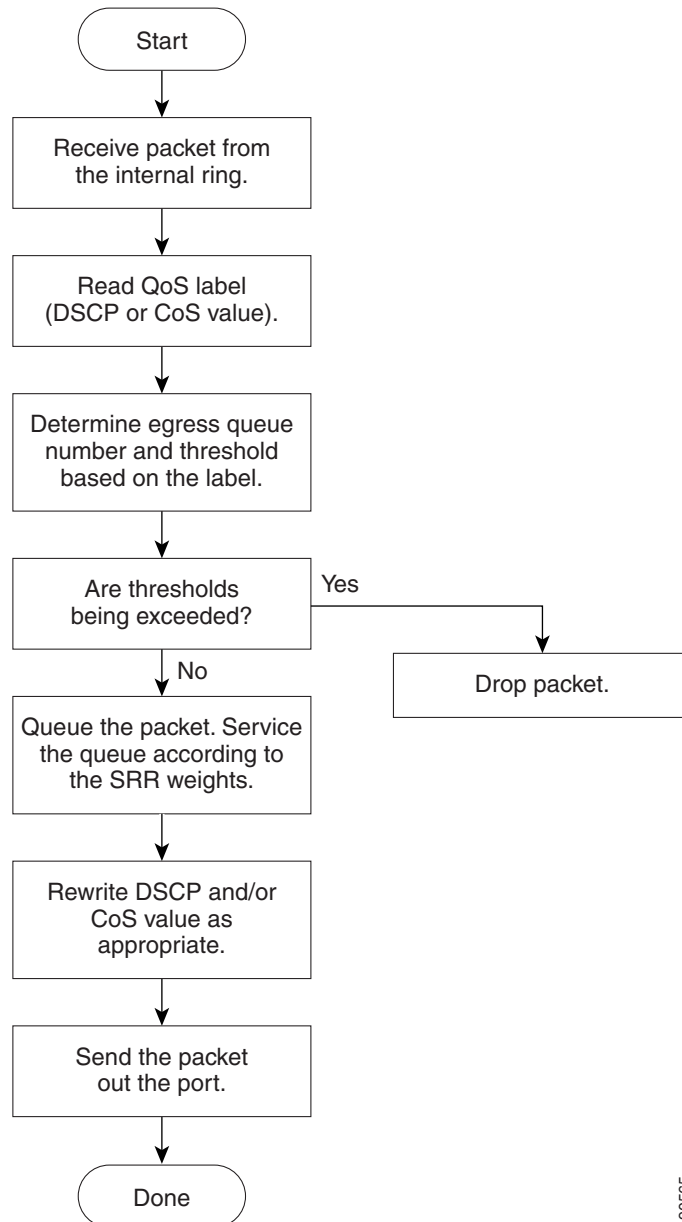 Start
Receive packet from
the internal ring.
Read QoS label
(DSCP or CoS value).
Determine egress queue
number and threshold
based on the label.
Are thresholds
being exceeded?
Yes
No
Drop packet.
Queue the packet. Service
the queue according to
the SRR weights.
Rewrite DSCP and/or
CoS value as
appropriate.
Send the packet
out the port.
Done